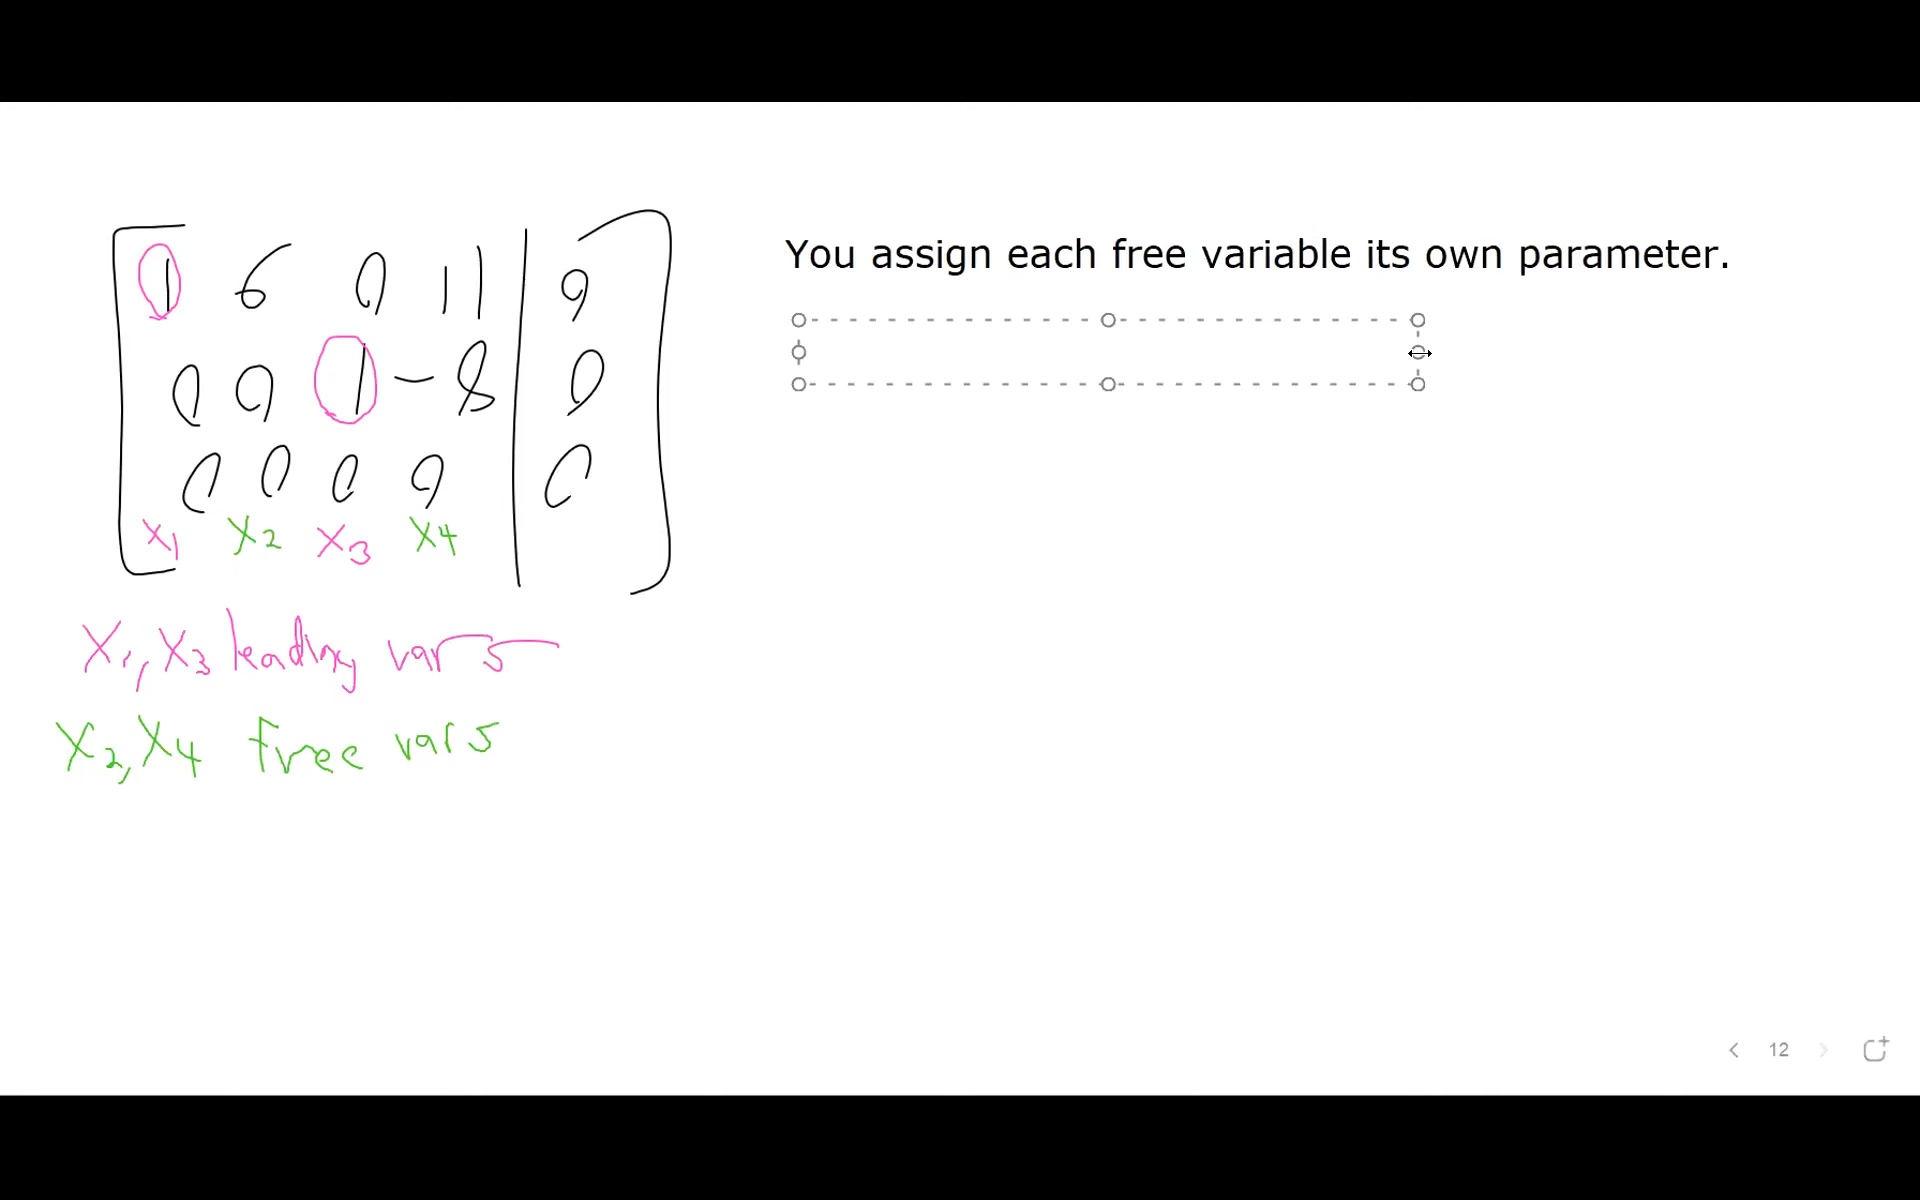 1 6 0 11 | 9
0 0 1 -8 | 0
0 0 0 0 | 0
x1 x2 x3 x4
x1, x3 leading vars
x2, x4 free vars
You assign each free variable its own parameter.
12